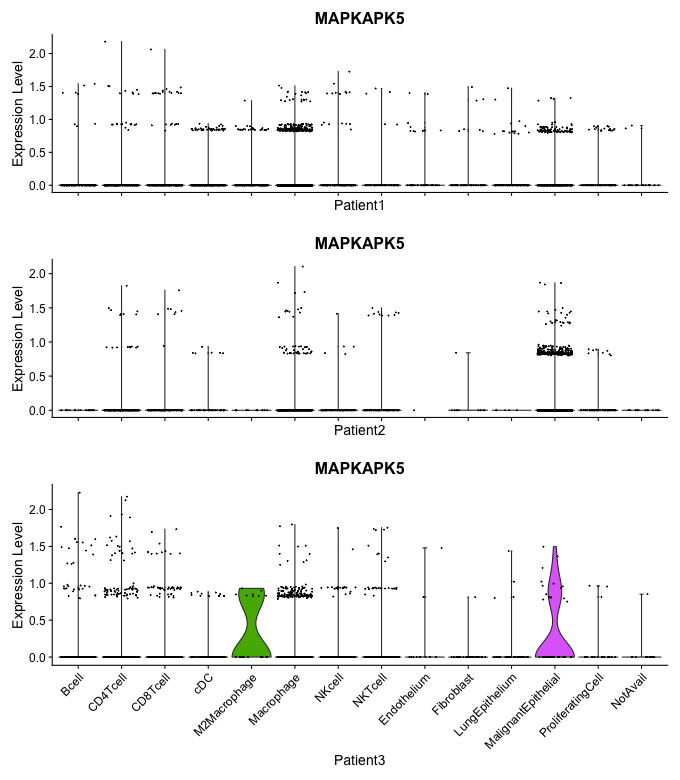 MAPKAPK5
Expression Level
2.0
1.5
1.0
0.5
0.0
Patient1
MAPKAPK5
Expression Level
2.0
1.5
1.0
0.5
0.0
Patient2
MAPKAPK5
Expression Level
2.0
1.5
1.0
0.5
0.0
Bcell
CD4Tcell
CD8Tcell
cDC
M2Macrophage
Macrophage
NKcell
NKTcell
Endothelium
Fibroblast
LungEpithelium
MalignantEpithelial
ProliferatingCell
NotAvail
Patient3